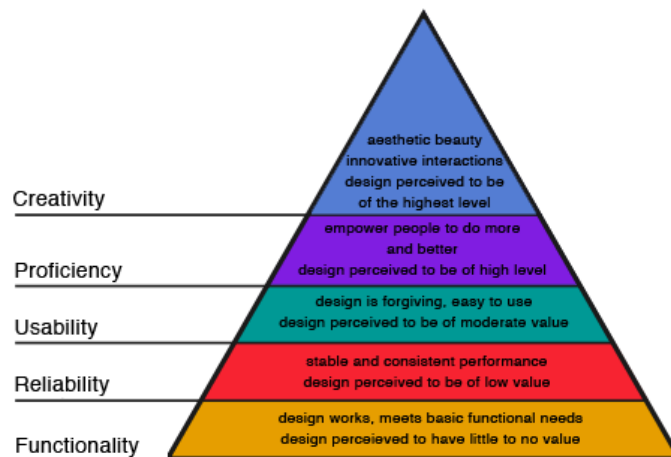 aesthetic beauty
innovative interactions
design perceived to be
of the highest level
Creativity
empower people to do more
and better
design perceived to be of high level
Proficiency
design is forgiving, easy to use
design perceived to be of moderate value
Usability
stable and consistent performance
design perceived to be of low value
Reliability
design works, meets basic functional needs
design perceieved to have little to no value
Functionality